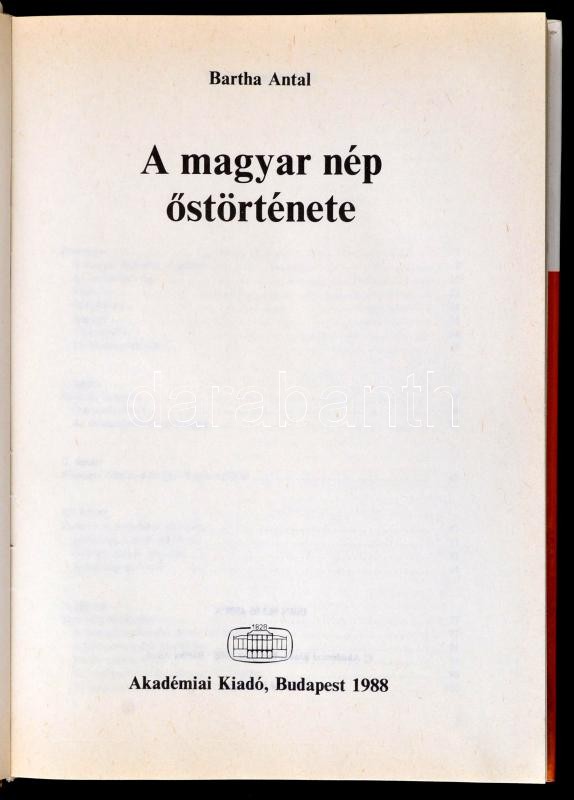 Bartha Antal
A magyar nép
őstörténete
darabanth
1828
Akadémiai Kiadó, Budapest 1988